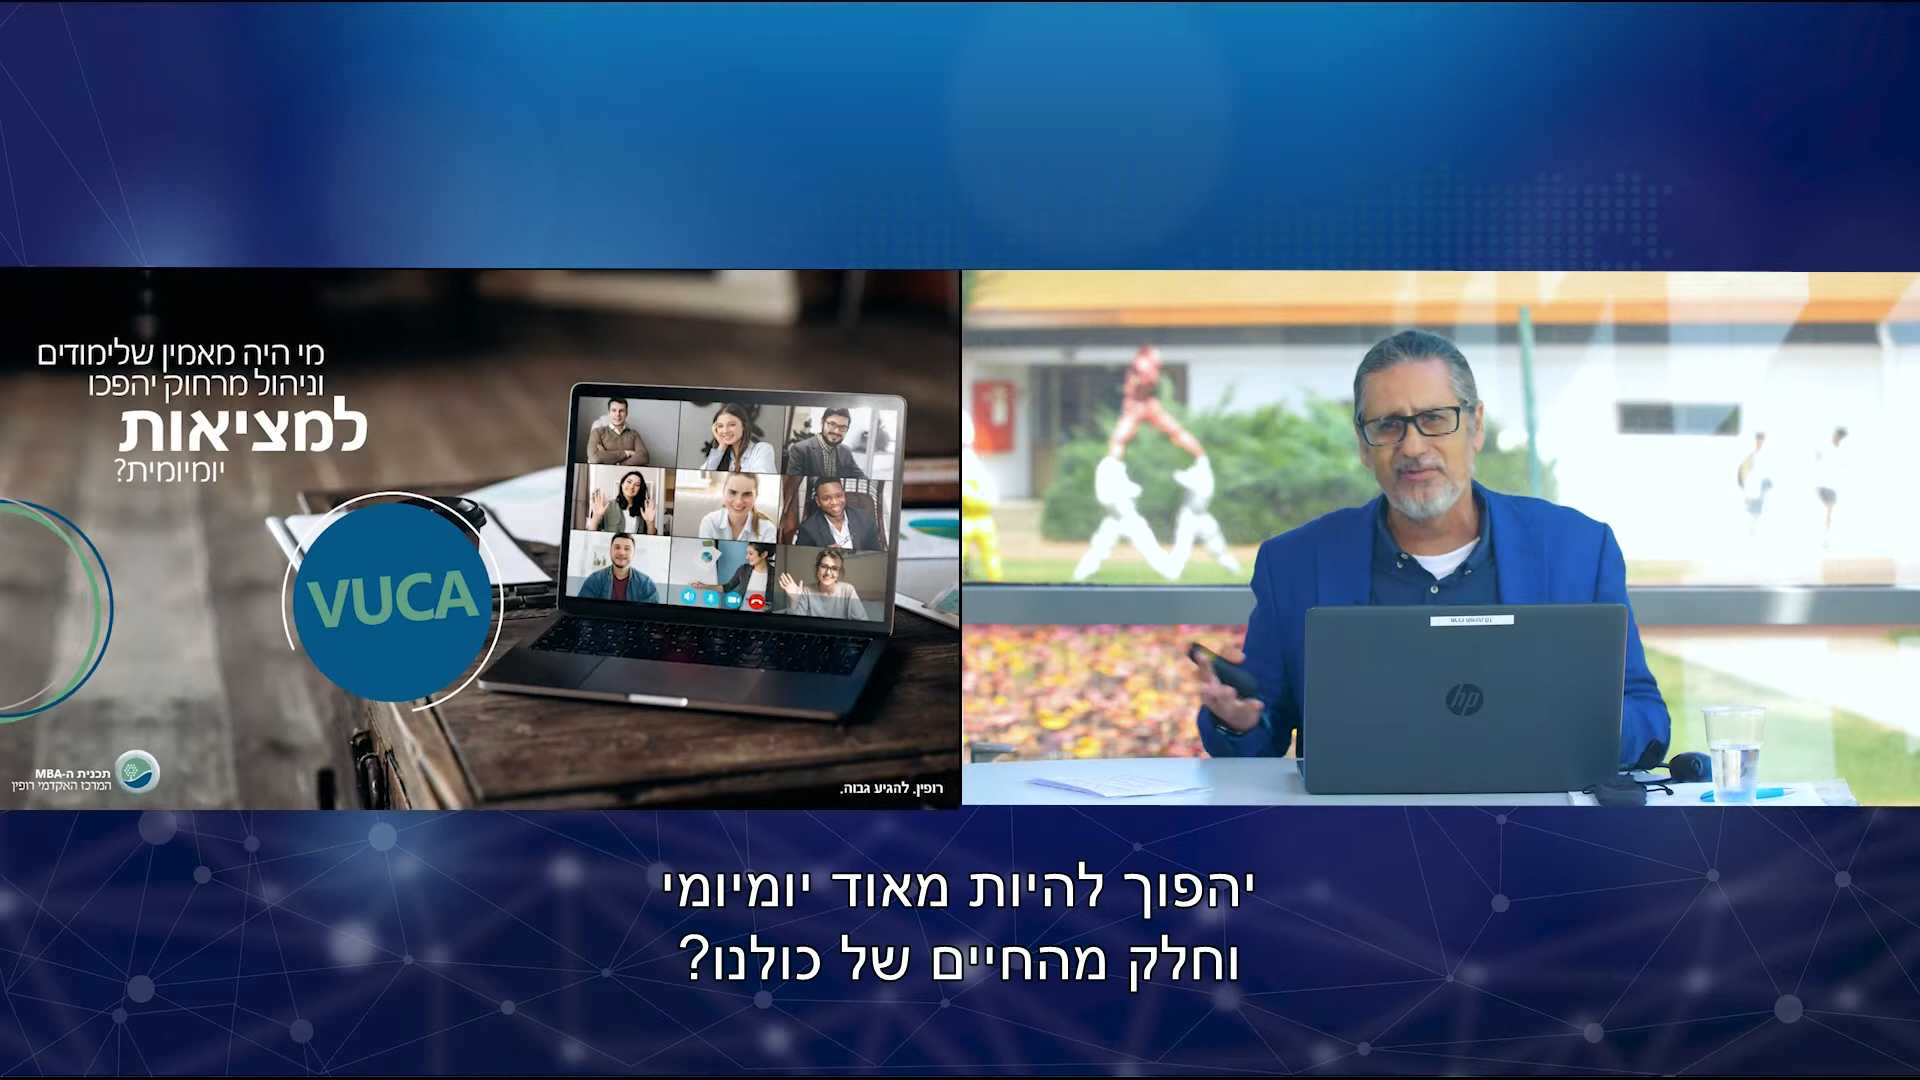 מי היה מאמין שלימודים
וניהול מרחוק יהפכו
למציאות
יומיומית?
VUCA
תכנית ה-MBA
המרכז האקדמי רופין
רופין. להגיע גבוה.
hp
יהפוך להיות מאוד יומיומי
וחלק מהחיים של כולנו?